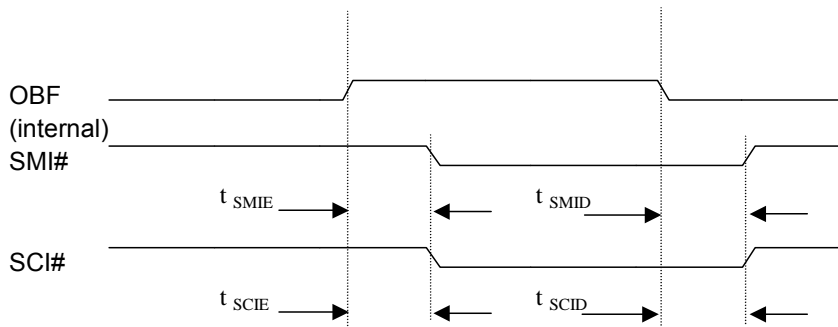 OBF
(internal)
SMI#
t SMIE
t SMID
SCI#
t SCIE
t SCID